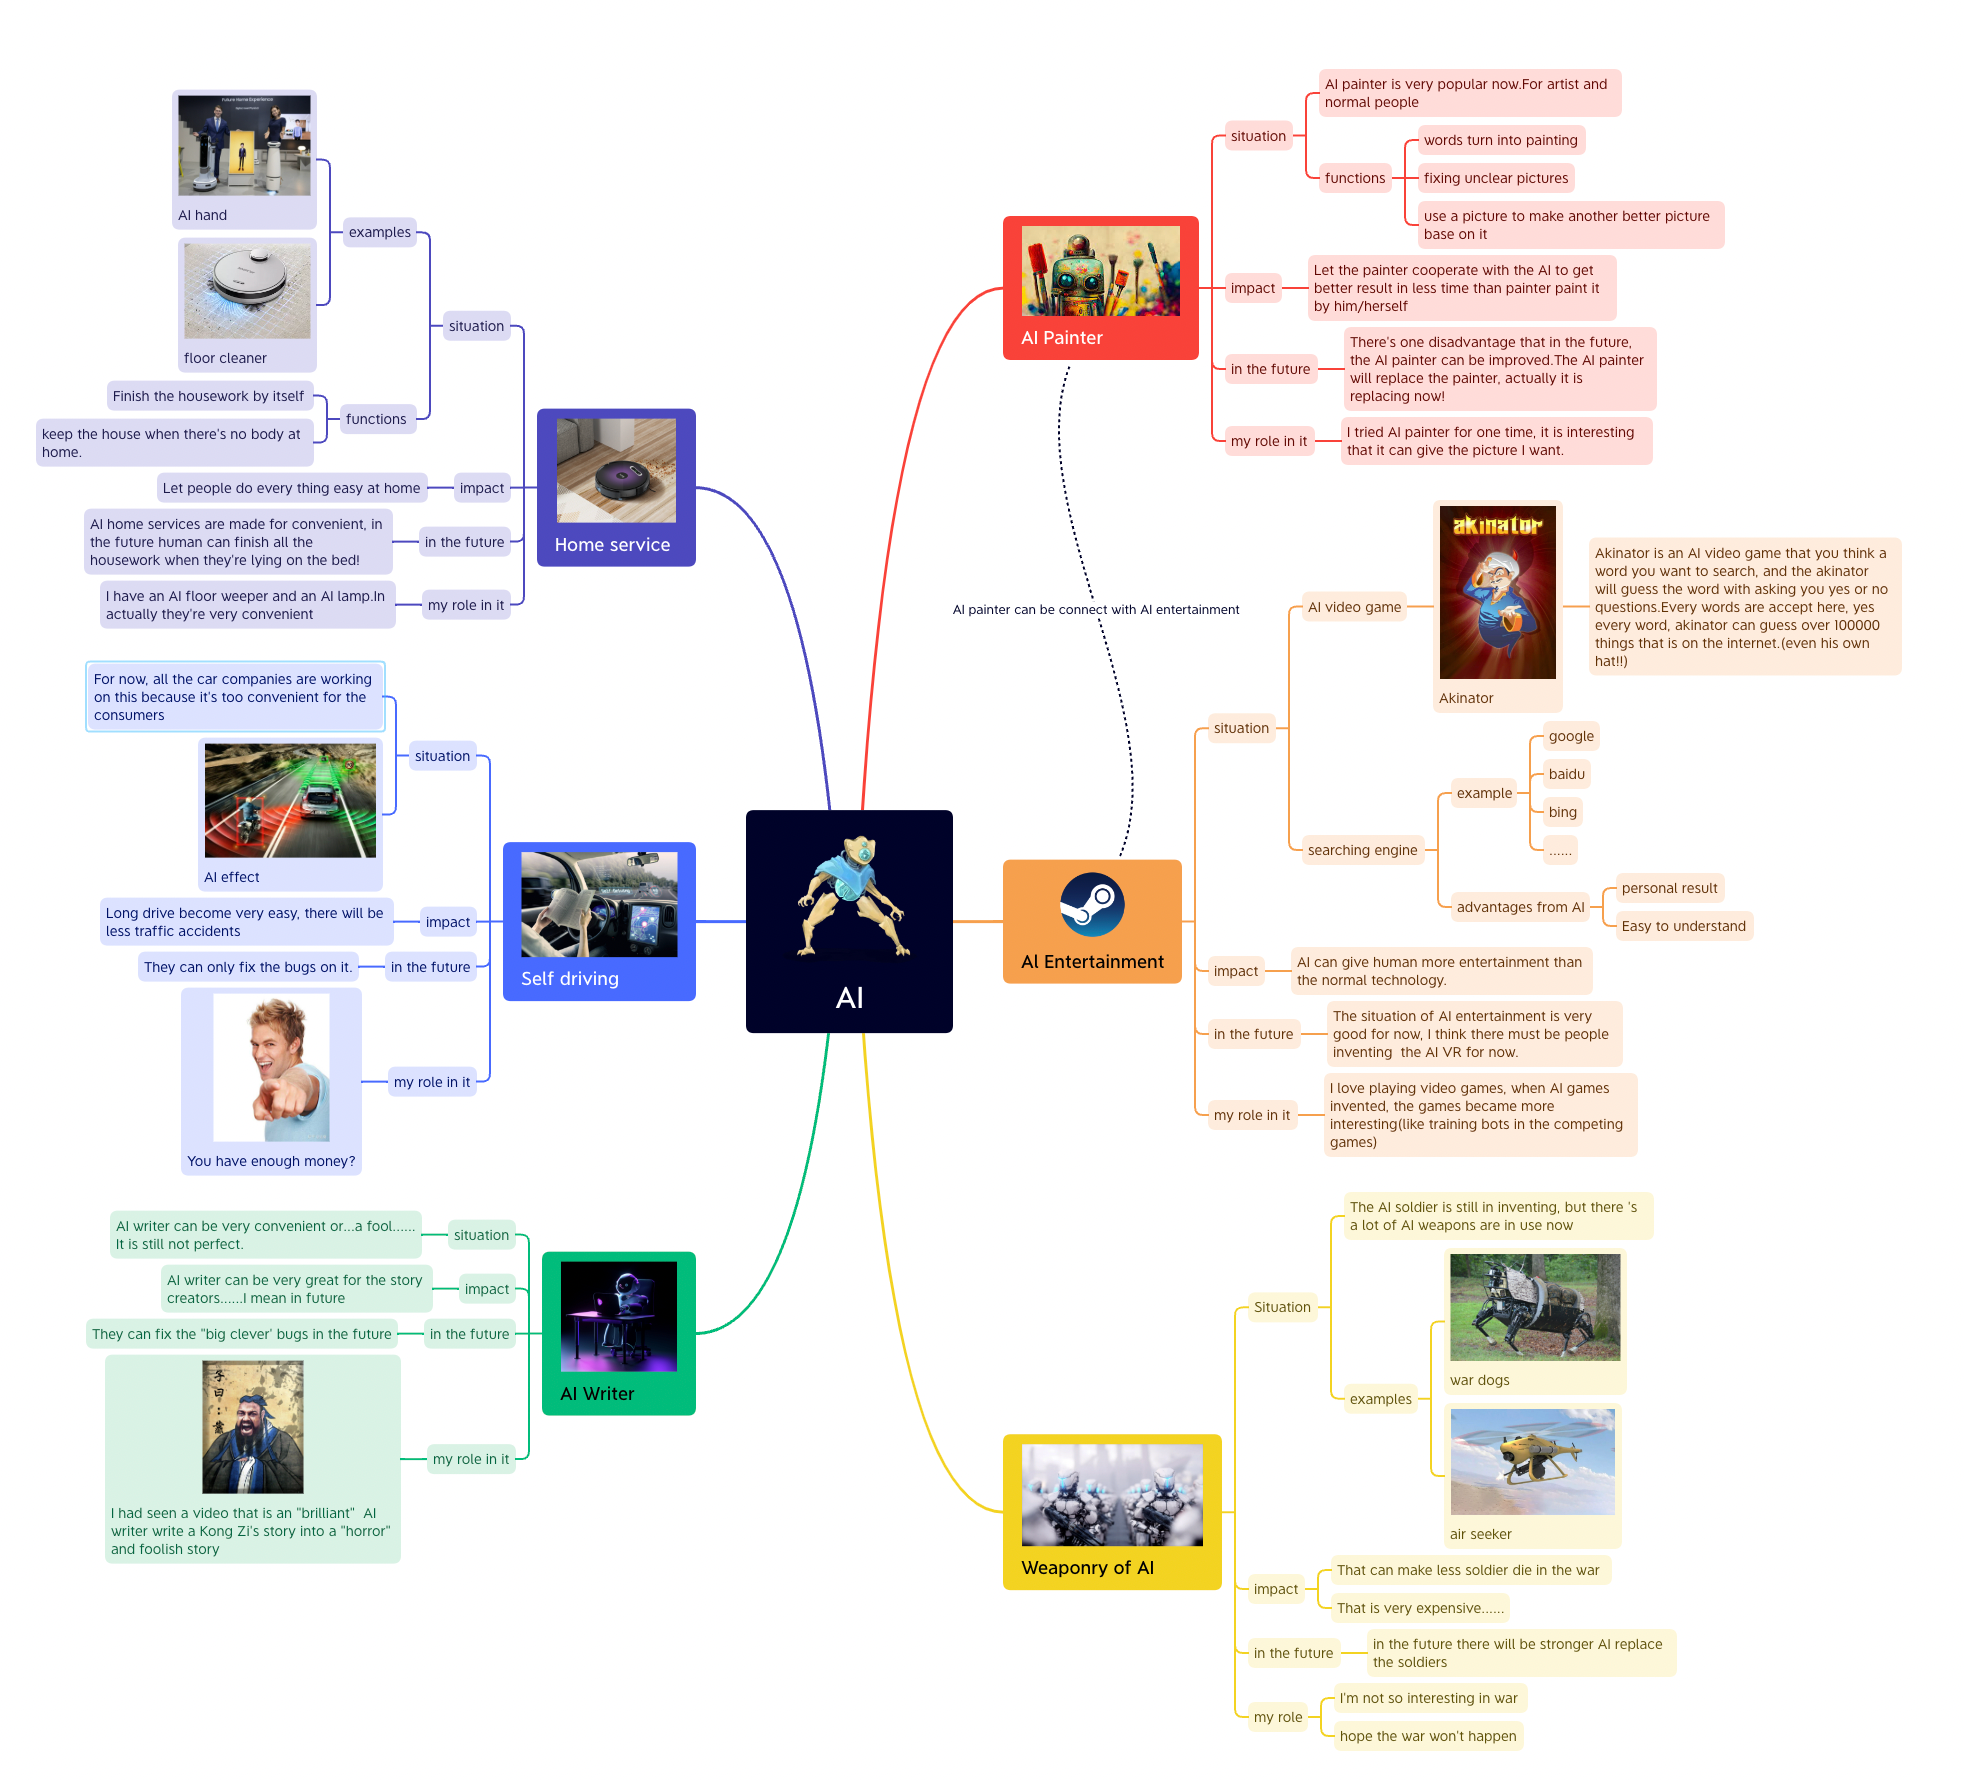 AI
AI Painter
situation
AI painter is very popular now.For artist and
normal people
functions
words turn into painting
fixing unclear pictures
use a picture to make another better picture
base on it
impact
Let the painter cooperate with the AI to get
better result in less time than painter paint it
by him/herself
in the future
There's one disadvantage that in the future,
the AI painter can be improved.The AI painter
will replace the painter, actually it is
replacing now!
my role in it
I tried AI painter for one time, it is interesting
that it can give the picture I want.
AI painter can be connect with AI entertainment
Al Entertainment
situation
AI video game
akinator
Akinator
Akinator is an AI video game that you think a
word you want to search, and the akinator
will guess the word with asking you yes or no
questions.Every words are accept here, yes
every word, akinator can guess over 100000
things that is on the internet.(even his own
hat!!)
searching engine
example
google
baidu
bing
......
advantages from AI
personal result
Easy to understand
impact
AI can give human more entertainment than
the normal technology.
in the future
The situation of AI entertainment is very
good for now, I think there must be people
inventing  the AI VR for now.
my role in it
I love playing video games, when AI games
invented, the games became more
interesting(like training bots in the competing
games)
Weaponry of AI
Situation
The AI soldier is still in inventing, but there 's
a lot of AI weapons are in use now
examples
war dogs
air seeker
impact
That can make less soldier die in the war
That is very expensive......
in the future
in the future there will be stronger AI replace
the soldiers
my role
I'm not so interesting in war
hope the war won't happen
Home service
situation
examples
Future Home Experience
AI hand
floor cleaner
functions
Finish the housework by itself
keep the house when there's no body at
home.
impact
Let people do every thing easy at home
in the future
AI home services are made for convenient, in
the future human can finish all the
housework when they're lying on the bed!
my role in it
I have an AI floor weeper and an AI lamp.In
actually they're very convenient
Self driving
situation
For now, all the car companies are working
on this because it's too convenient for the
consumers
AI effect
impact
Long drive become very easy, there will be
less traffic accidents
in the future
They can only fix the bugs on it.
my role in it
You have enough money?
AI Writer
situation
AI writer can be very convenient or...a fool......
It is still not perfect.
impact
AI writer can be very great for the story
creators......I mean in future
in the future
They can fix the "big clever' bugs in the future
my role in it
子曰：
I had seen a video that is an "brilliant"  AI
writer write a Kong Zi's story into a "horror"
and foolish story